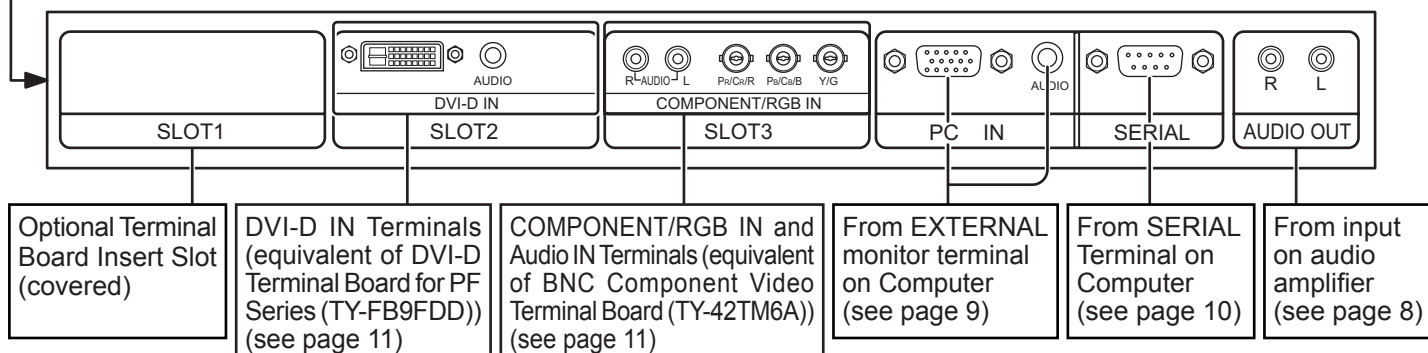 AUDIO
R AUDIO L PR/CR/R PB/CB/B Y/G
AUDIO
R L
DVI-D IN
COMPONENT/RGB IN
SLOT1 SLOT2 SLOT3 PC IN SERIAL AUDIO OUT
Optional Terminal
Board Insert Slot
(covered)
DVI-D IN Terminals
(equivalent of DVI-D
Terminal Board for PF
Series (TY-FB9FDD))
(see page 11)
COMPONENT/RGB IN and
Audio IN Terminals (equivalent
of BNC Component Video
Terminal Board (TY-42TM6A))
(see page 11)
From EXTERNAL
monitor terminal
on Computer
(see page 9)
From SERIAL
Terminal on
Computer
(see page 10)
From input
on audio
amplifier
(see page 8)